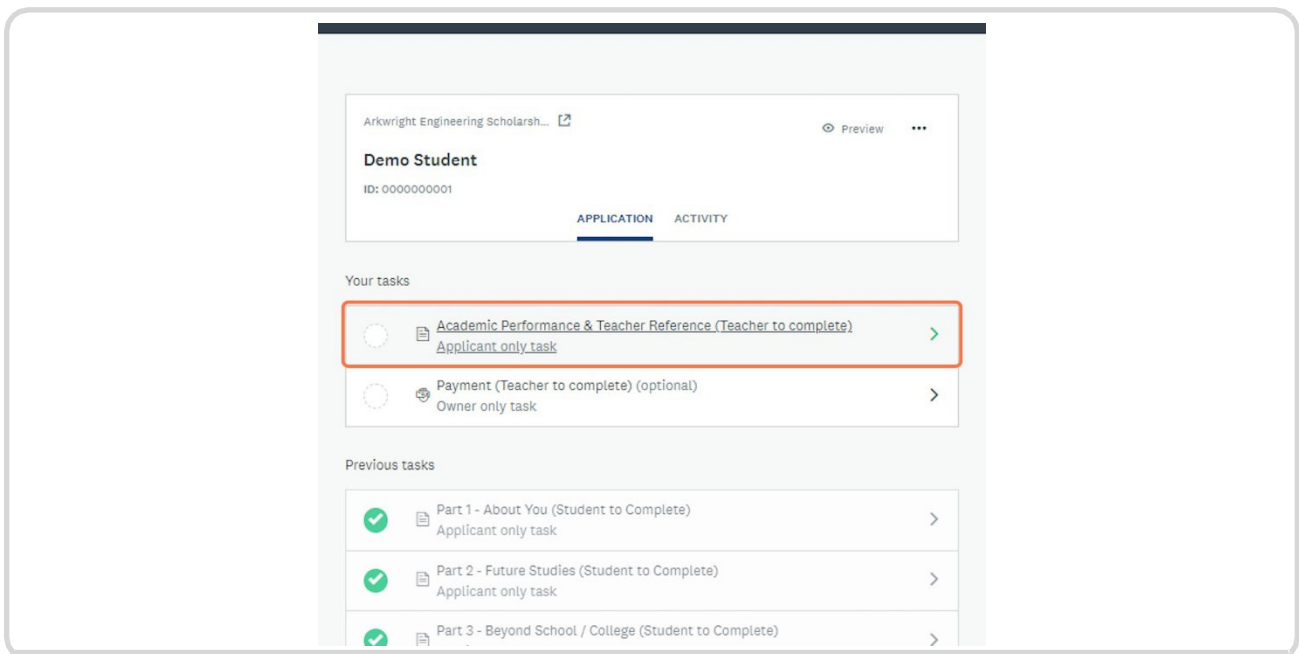 Arkwright Engineering Scholarsh...
Preview
Demo Student
ID: 0000000001
APPLICATION ACTIVITY
Your tasks
Academic Performance & Teacher Reference (Teacher to complete)
Applicant only task
Payment (Teacher to complete) (optional)
Owner only task
Previous tasks
Part 1 - About You (Student to Complete)
Applicant only task
Part 2 - Future Studies (Student to Complete)
Applicant only task
Part 3 - Beyond School / College (Student to Complete)